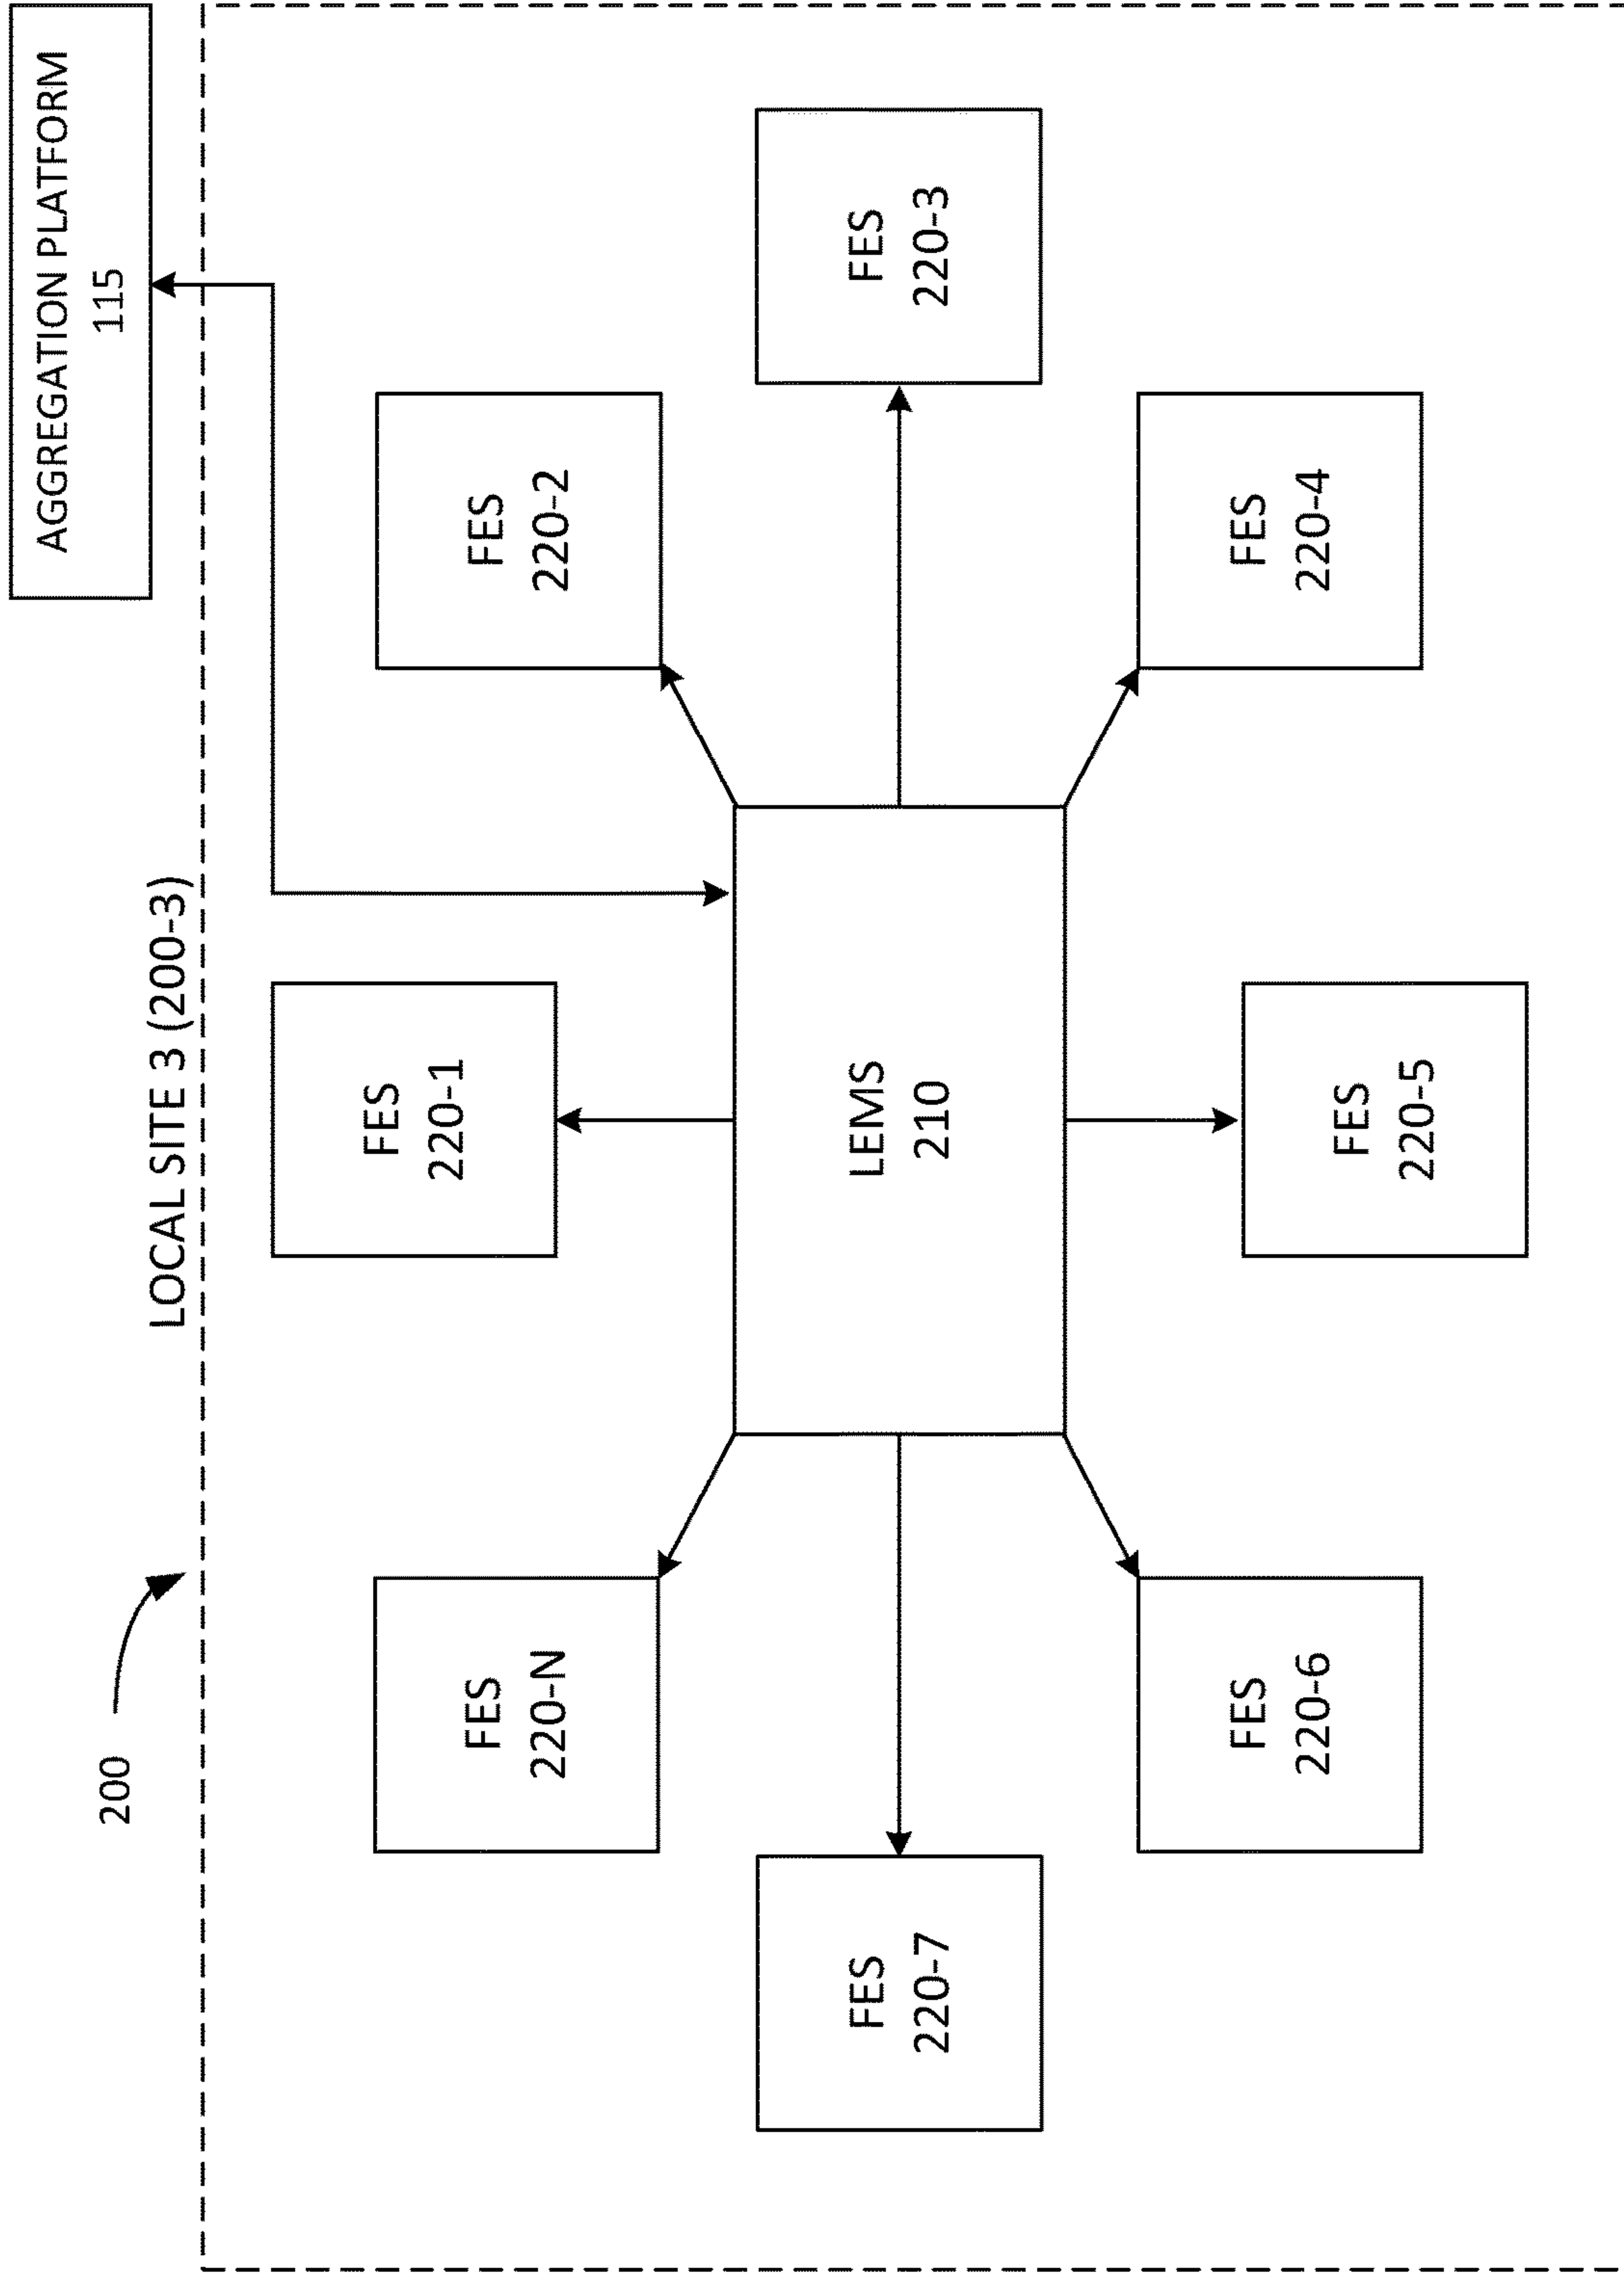 AGGREGATION PLATFORM
115
200
LOCAL SITE 3 (200-3)
FES
220-1
FES
220-N
FES
220-2
FES
220-7
LEMS
210
FES
220-3
FES
220-6
FES
220-4
FES
220-5